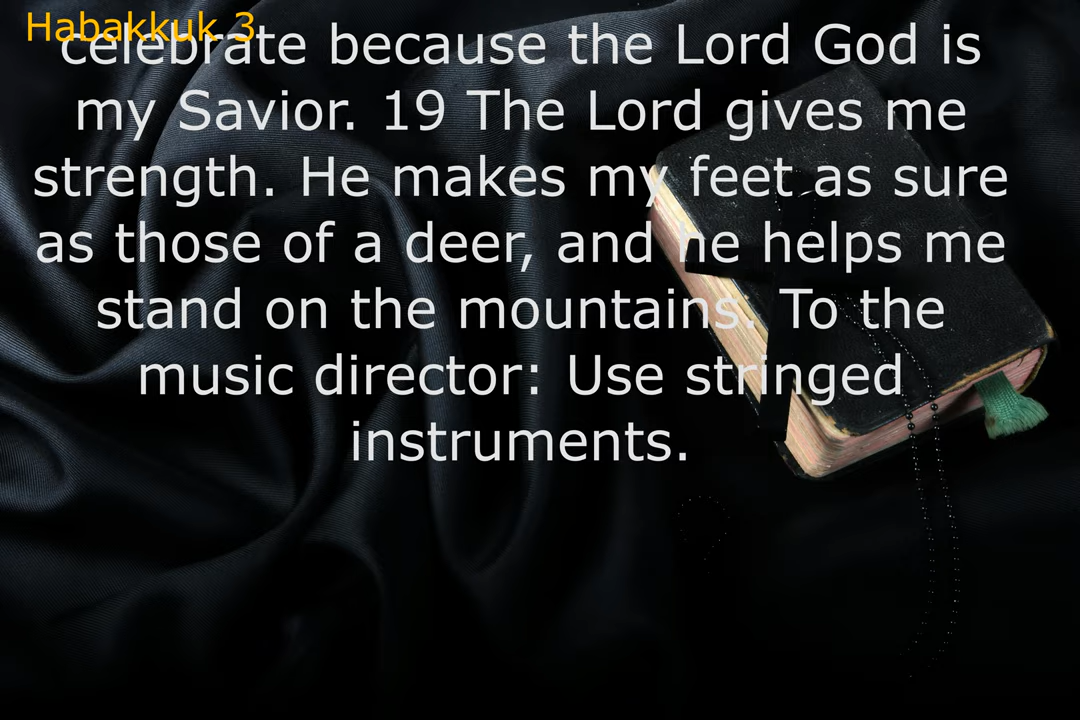 Habakkuk 3
celebrate because the Lord God is
my Savior. 19 The Lord gives me
strength. He makes my feet as sure
as those of a deer, and he helps me
stand on the mountains. To the
music director: Use stringed
instruments.